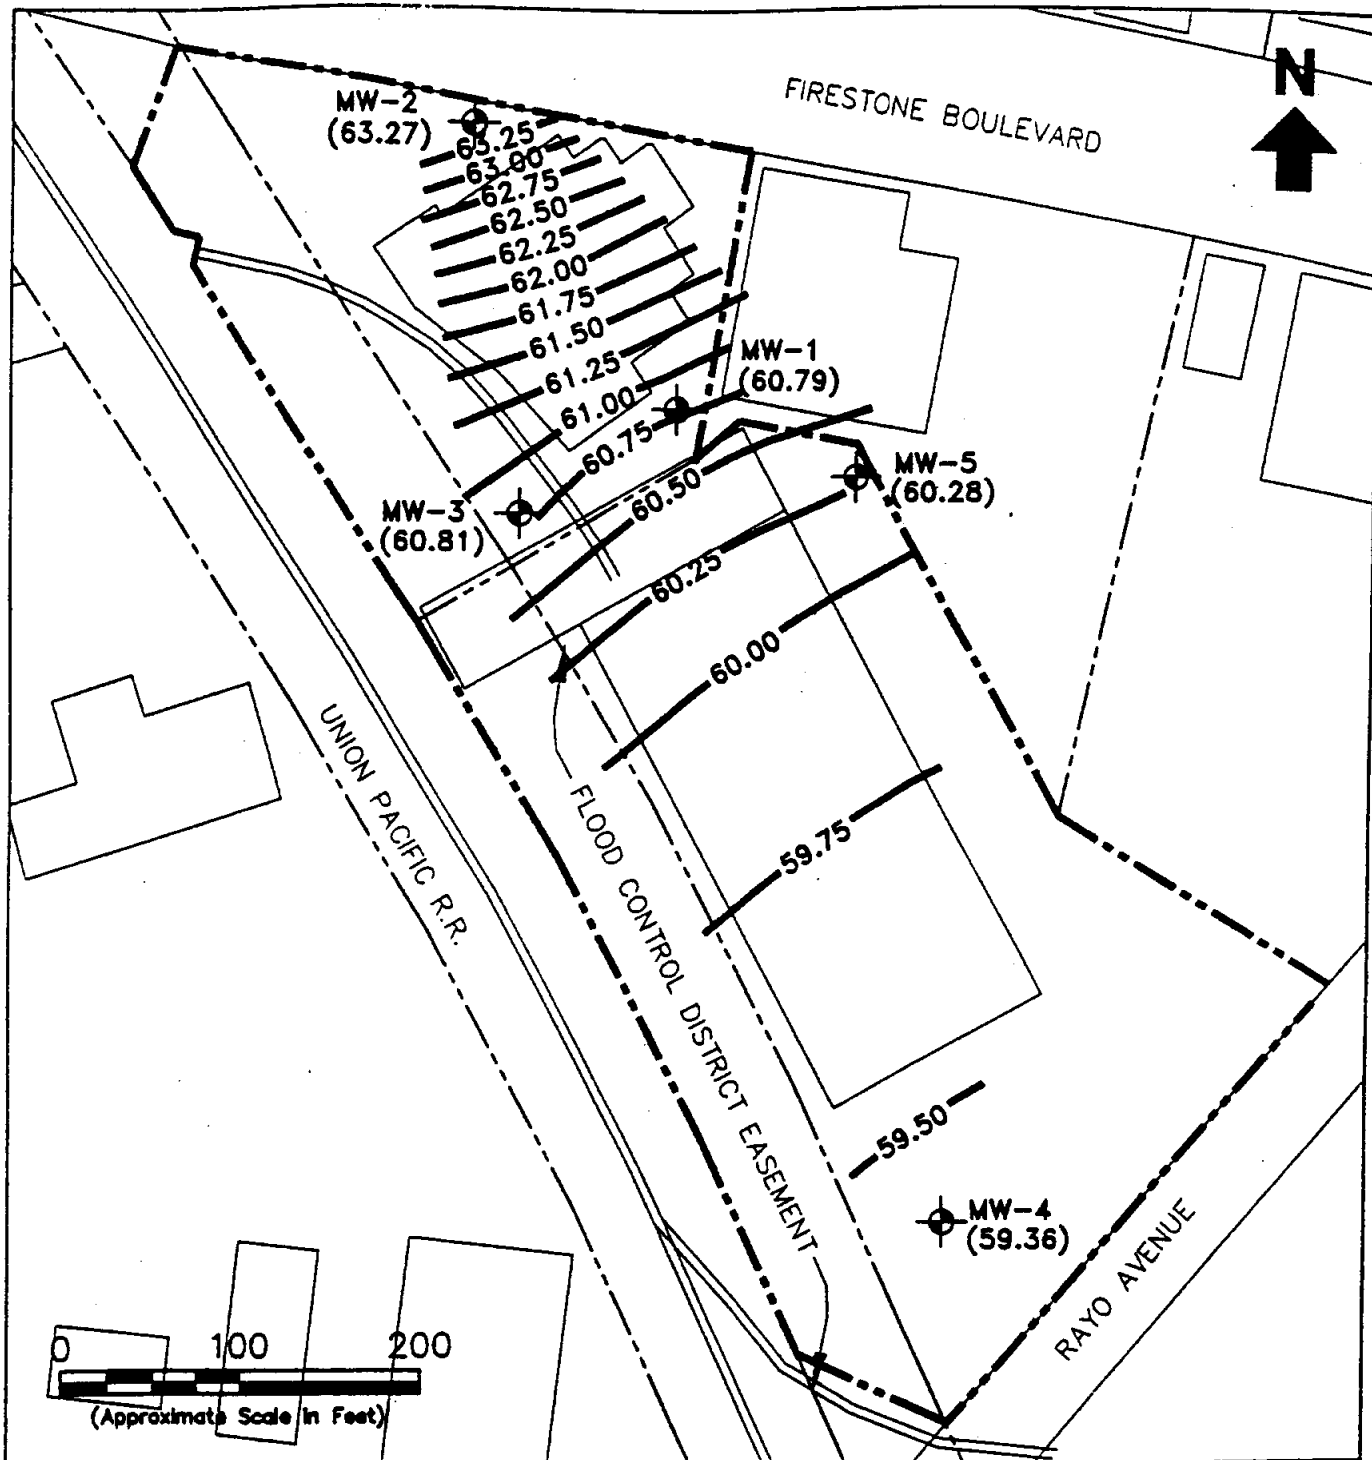 N
FIRESTONE BOULEVARD
MW-2
(63.27)
63.25
63.00
62.75
62.50
62.25
62.00
61.75
61.50
61.25
61.00
60.75
MW-1
(60.79)
60.50
MW-5
(60.28)
MW-3
(60.81)
60.25
60.00
59.75
59.50
UNION PACIFIC R.R.
FLOOD CONTROL DISTRICT EASEMENT
MW-4
(59.36)
RAYO AVENUE
0 100 200
(Approximate Scale in Feet)